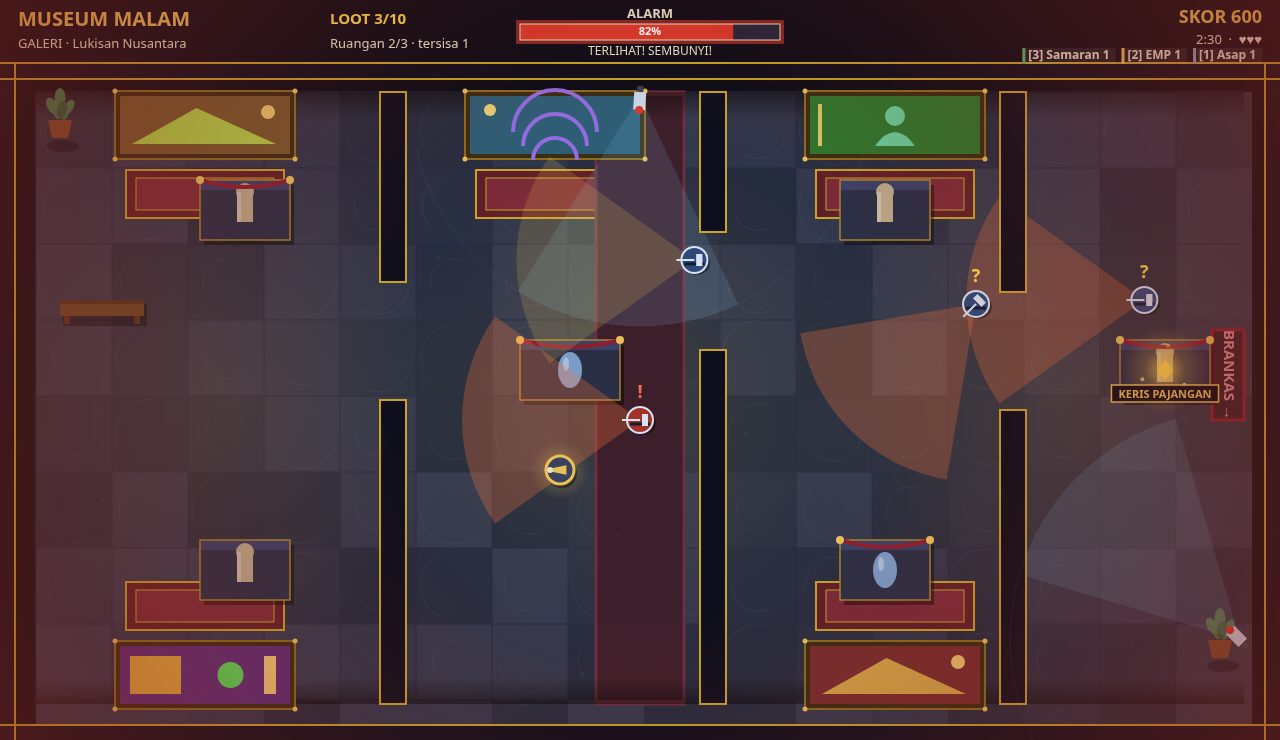 MUSEUM MALAM
GALERI · Lukisan Nusantara
LOOT 3/10
Ruangan 2/3 · tersisa 1
ALARM
82%
TERLIHAT! SEMBUNYI!
SKOR 600
2:30 · ♥♥♥
[3] Samaran 1 [2] EMP 1 [1] Asap 1
?
?
!
BRANKAS →
KERIS PAJANGAN